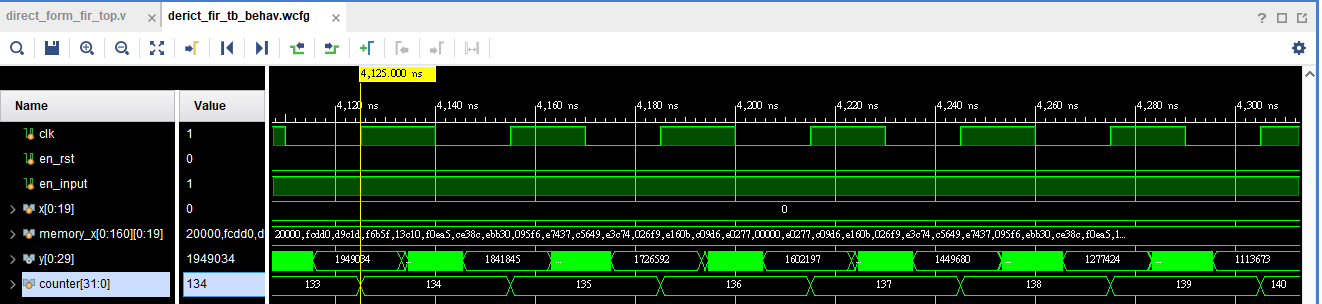 direct_form_fir_top.v × derict_fir_tb_behav.wcfg ×
?
4,125.000 ns
4,120 ns 4,140 ns 4,160 ns 4,180 ns 4,200 ns 4,220 ns 4,240 ns 4,260 ns 4,280 ns 4,300 ns
Name Value
clk 1
en_rst 0
en_input 1
x[0:19] 0 0
memory_x[0:160][0:19] 20000,fcdd0,d 20000,fcdd0,d9c1d,f6b5f,13c10,f0ea5,ce38c,ebb30,095f6,e7437,c5649,e3c74,026f9,e160b,c0916,e0277,00000,e0277,c0916,e160b,026f9,e3c74,c5649,e7437,095f6,ebb30,ce38c,f0ea5,1...
y[0:29] 1949034 1949034 ... 1841845 ... 1726592 1602197 ... 1449680 ... 1277424 ... 1113673
counter[31:0] 134 133 134 135 136 137 138 139 140